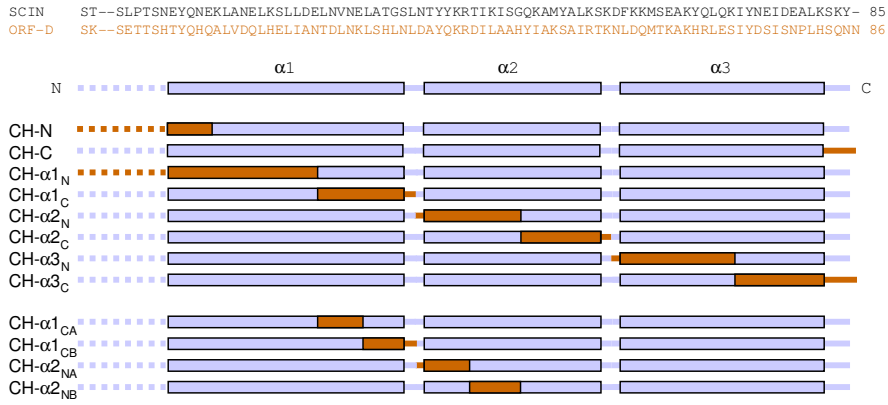 SCIN ST--SLPTSNEYQNEKLANELKSLLDELNVNELATGSLNTYYKRTIKISGQKAMYALKSKDFKKMSEAKYQLQKIYNEIDEALKSKY- 85
ORF-D SK--SETTSHTYQHQALVDQLHELIANTDLNKLSHLNLDAYQKRDILAAHYIAKSAIRTKNLDQMTKAKHRLESIYDSISNPLHSQNN 86
α1 α2 α3
N C
CH-N
CH-C
CH-α1N
CH-α1C
CH-α2N
CH-α2C
CH-α3N
CH-α3C
CH-α1CA
CH-α1CB
CH-α2NA
CH-α2NB